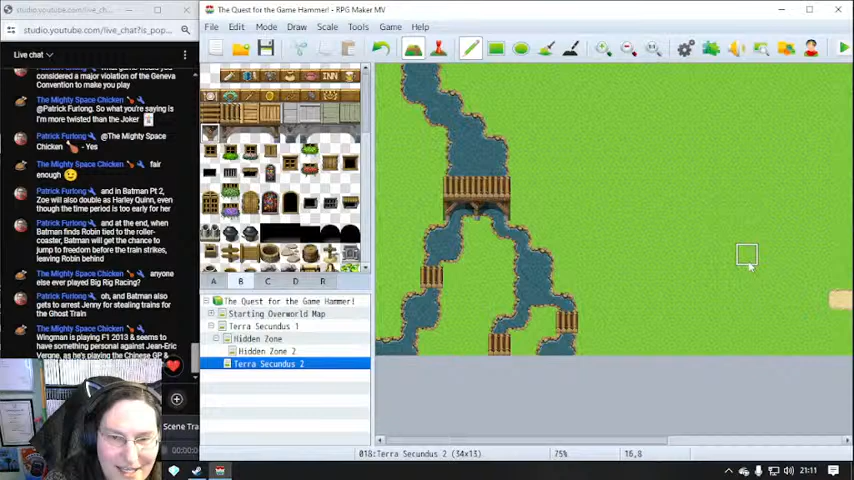 studio.youtube.com/live_ch...
studio.youtube.com/live_chat?is_p...
Live chat
considered a major violation of the Geneva
Convention to make you play
The Mighty Space Chicken
@Patrick Furlong. So what you're saying is
I'm more twisted than the Joker
Patrick Furlong @The Mighty
Space Chicken - Yes
The Mighty Space Chicken fair
enough
Patrick Furlong and in Batman Pt 2,
Zoe will also double as Harley Quinn, even
though the time period is too early for her
Patrick Furlong and at the end, when
Batman finds Robin tied to the roller-
coaster, Batman will get the chance to
jump to freedom before the train strikes,
leaving Robin behind
The Mighty Space Chicken anyone
else ever played Big Rig Racing?
Patrick Furlong oh, and Batman also
gets to arrest Jenny for stealing trains for
the Ghost Train
The Mighty Space Chicken
Wingman is playing F1 2013 & seems to
have something personal against Jean-Eric
Vergne, as he's playing the Chinese GP &
Scene Tra
The Quest for the Game Hammer! - RPG Maker MV
File Edit Mode Draw Scale Tools Game Help
INN
A B C D R
The Quest for the Game Hammer!
Starting Overworld Map
Terra Secundus 1
Hidden Zone
Hidden Zone 2
Terra Secundus 2
018:Terra Secundus 2 (34x13) 75% 16,8
21:11